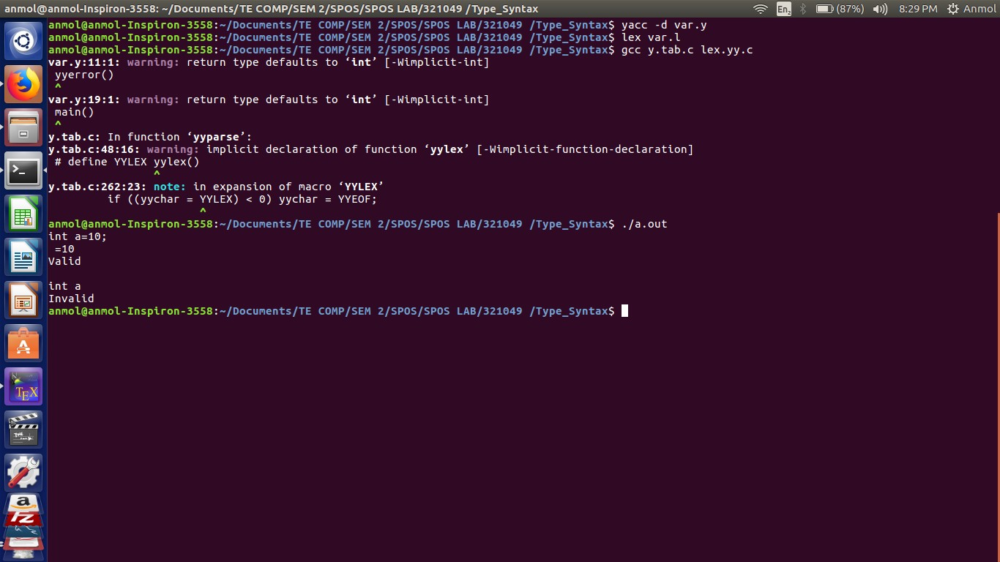 anmol@anmol-Inspiron-3558: ~/Documents/TE COMP/SEM 2/SPOS/SPOS LAB/321049 /Type_Syntax En2 (87%) 8:29 PM Anmol
anmol@anmol-Inspiron-3558:~/Documents/TE COMP/SEM 2/SPOS/SPOS LAB/321049 /Type_Syntax$ yacc -d var.y
anmol@anmol-Inspiron-3558:~/Documents/TE COMP/SEM 2/SPOS/SPOS LAB/321049 /Type_Syntax$ lex var.l
anmol@anmol-Inspiron-3558:~/Documents/TE COMP/SEM 2/SPOS/SPOS LAB/321049 /Type_Syntax$ gcc y.tab.c lex.yy.c
var.y:11:1: warning: return type defaults to ‘int’ [-Wimplicit-int]
 yyerror()
 ^
var.y:19:1: warning: return type defaults to ‘int’ [-Wimplicit-int]
 main()
 ^
y.tab.c: In function ‘yyparse’:
y.tab.c:48:16: warning: implicit declaration of function ‘yylex’ [-Wimplicit-function-declaration]
 # define YYLEX yylex()
                ^
y.tab.c:262:23: note: in expansion of macro ‘YYLEX’
         if ((yychar = YYLEX) < 0) yychar = YYEOF;
                       ^
anmol@anmol-Inspiron-3558:~/Documents/TE COMP/SEM 2/SPOS/SPOS LAB/321049 /Type_Syntax$ ./a.out
int a=10;
 =10
Valid

int a
Invalid
anmol@anmol-Inspiron-3558:~/Documents/TE COMP/SEM 2/SPOS/SPOS LAB/321049 /Type_Syntax$
A
TEX
a
FZ